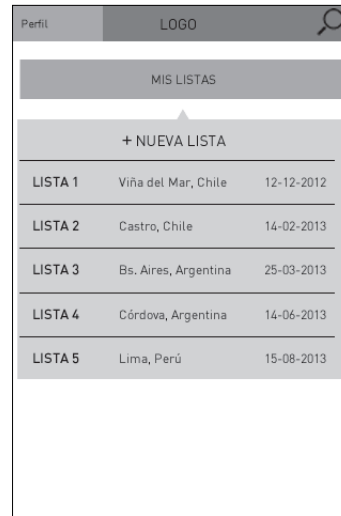 Perfil LOGO
MIS LISTAS
+ NUEVA LISTA
LISTA 1 Viña del Mar, Chile 12-12-2012
LISTA 2 Castro, Chile 14-02-2013
LISTA 3 Bs. Aires, Argentina 25-03-2013
LISTA 4 Córdova, Argentina 14-06-2013
LISTA 5 Lima, Perú 15-08-2013